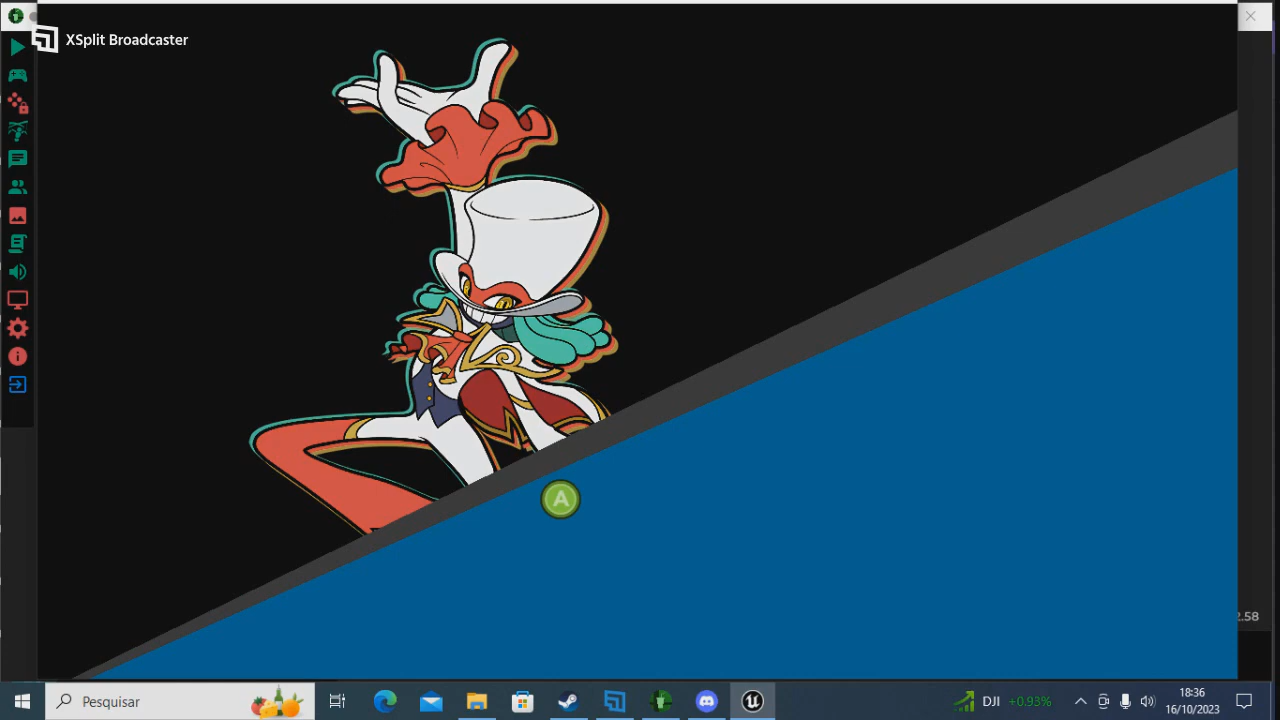 XSplit Broadcaster
A
2.58
Pesquisar
DJI +0.93%
18:36
16/10/2023